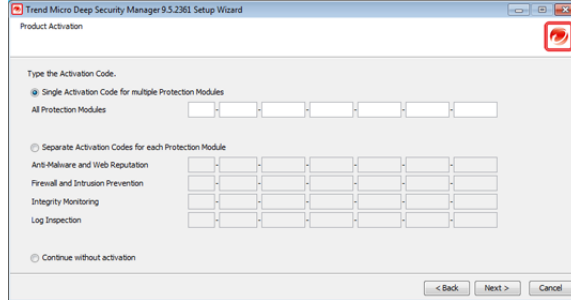 Trend Micro Deep Security Manager 9.5.2361 Setup Wizard
Product Activation
Type the Activation Code.
Single Activation Code for multiple Protection Modules
All Protection Modules - - - - - -
Separate Activation Codes for each Protection Module
Anti-Malware and Web Reputation - - - - - -
Firewall and Intrusion Prevention - - - - - -
Integrity Monitoring - - - - - -
Log Inspection - - - - - -
Continue without activation
< Back Next > Cancel